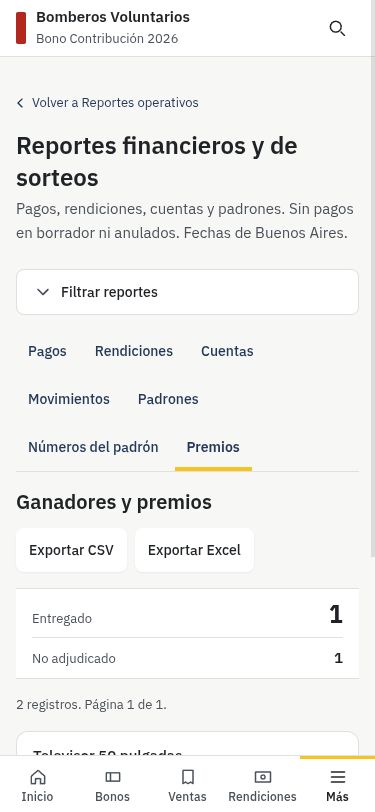 Bomberos Voluntarios
Bono Contribución 2026
Volver a Reportes operativos
Reportes financieros y de
sorteos
Pagos, rendiciones, cuentas y padrones. Sin pagos
en borrador ni anulados. Fechas de Buenos Aires.
Filtrar reportes
Pagos Rendiciones Cuentas
Movimientos Padrones
Números del padrón Premios
Ganadores y premios
Exportar CSV Exportar Excel
Entregado 1
No adjudicado 1
2 registros. Página 1 de 1.
Televisor 50 pulgadas
Inicio Bonos Ventas Rendiciones Más